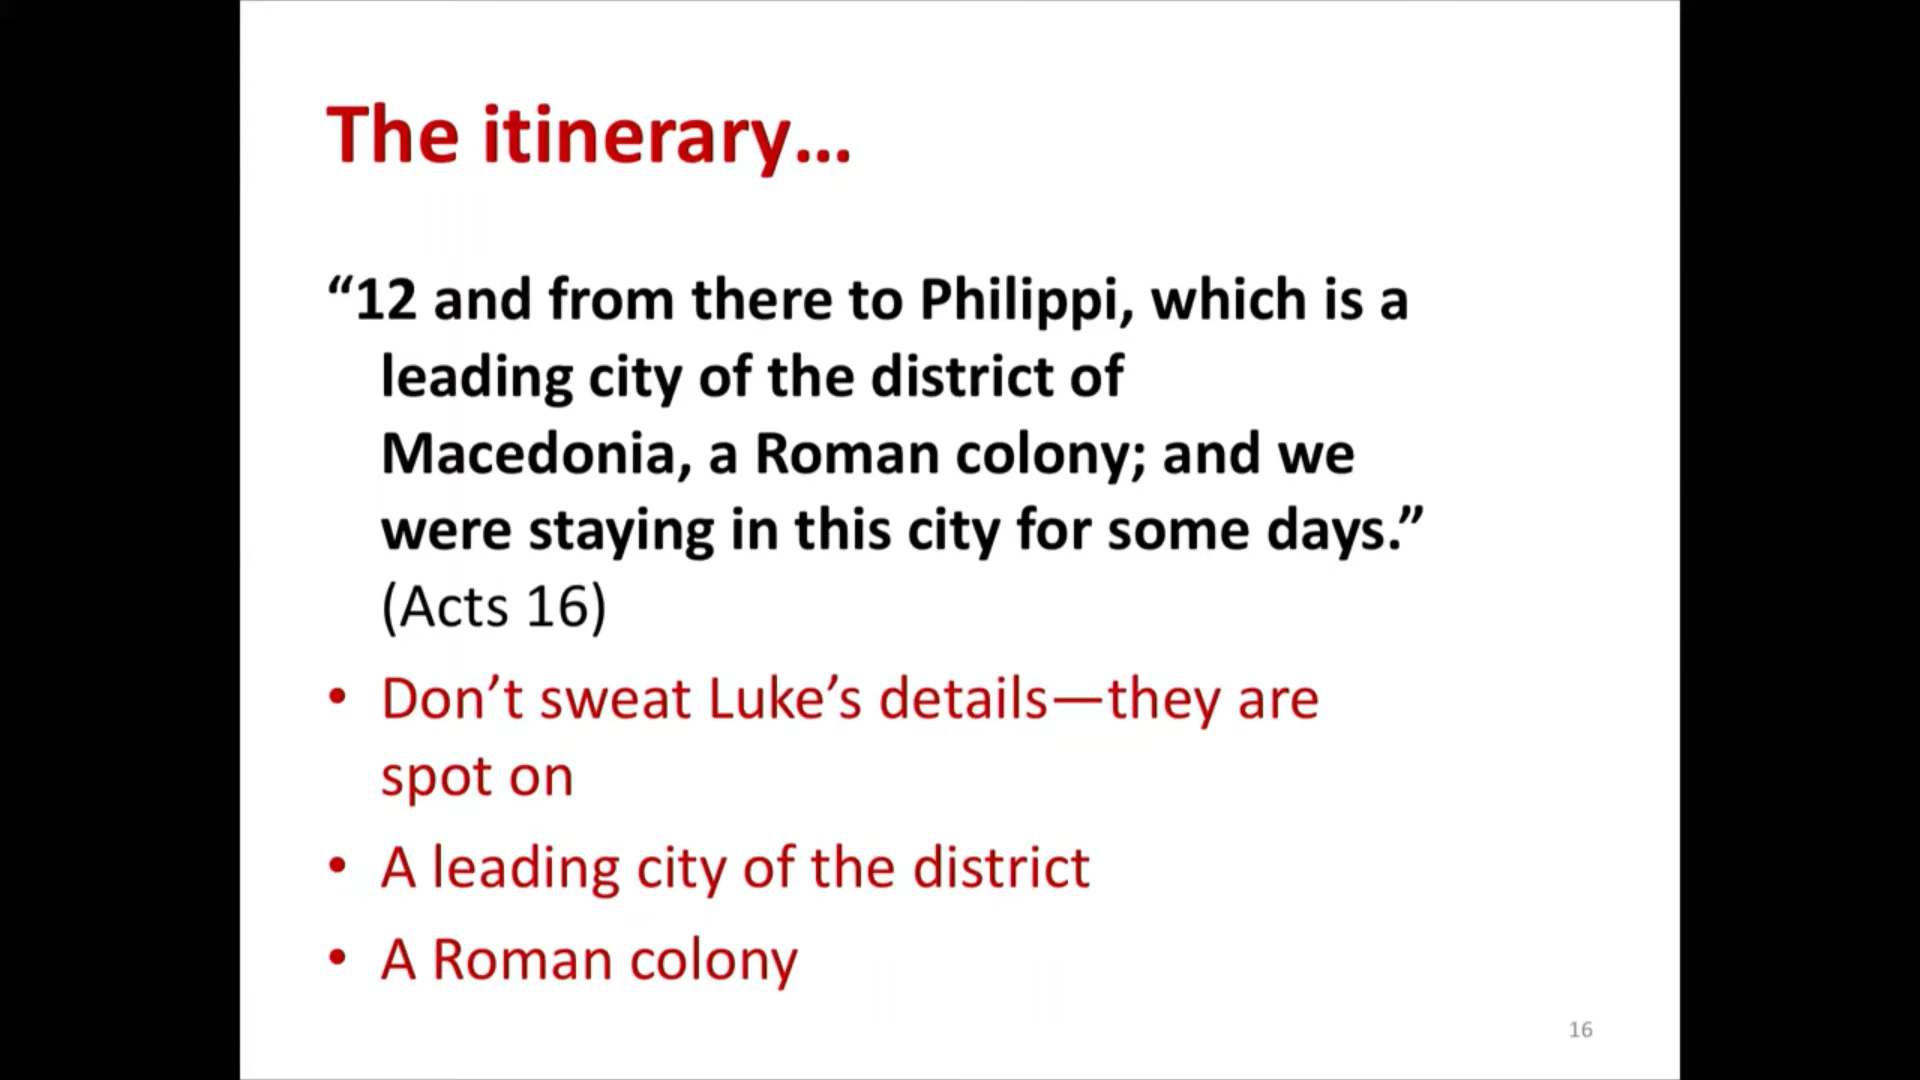 The itinerary...
“12 and from there to Philippi, which is a
leading city of the district of
Macedonia, a Roman colony; and we
were staying in this city for some days.”
(Acts 16)
• Don’t sweat Luke’s details—they are
spot on
• A leading city of the district
• A Roman colony
16